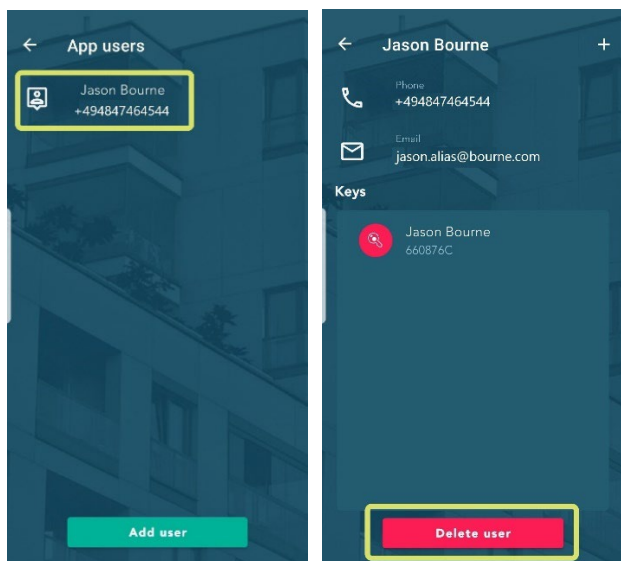 App users
Jason Bourne
+494847464544
Add user
Jason Bourne
Phone
+494847464544
Email
jason.alias@bourne.com
Keys
Jason Bourne
660876C
Delete user